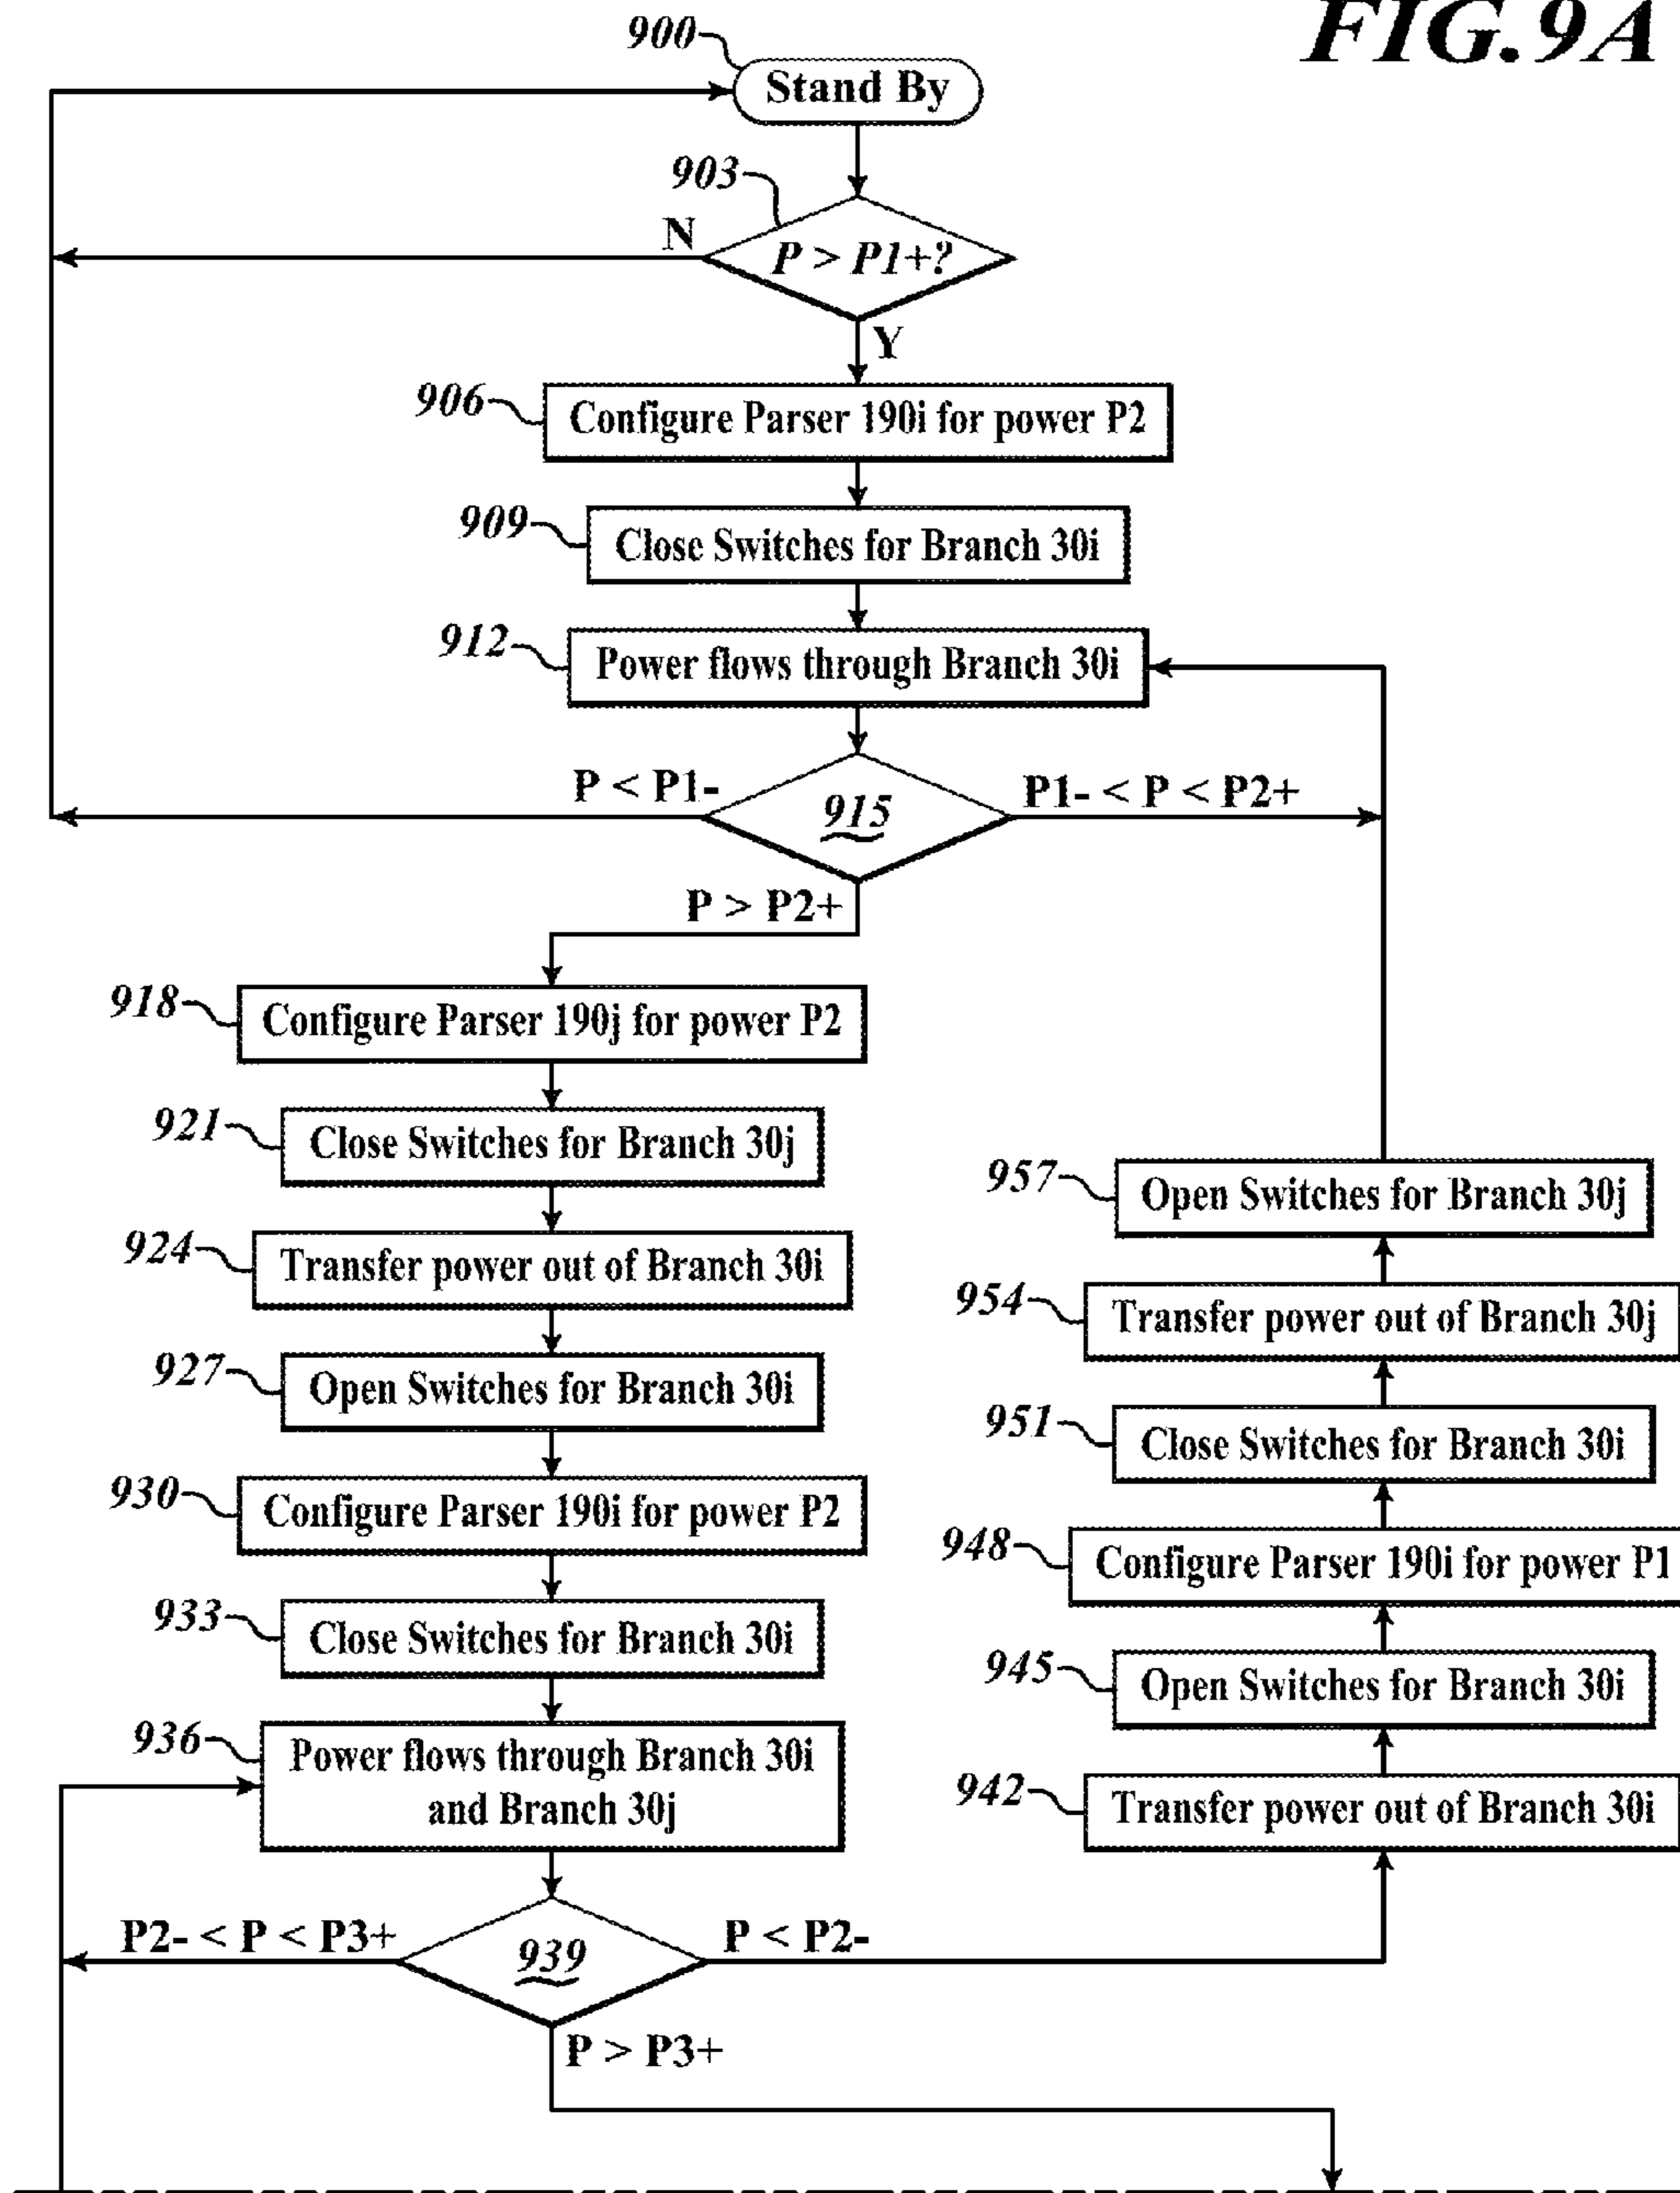 FIG.9A
900
Stand By
903
N
P > P1+?
Y
906
Configure Parser 190i for power P2
909
Close Switches for Branch 30i
912
Power flows through Branch 30i
P < P1-
915
P1- < P < P2+
P > P2+
918
Configure Parser 190j for power P2
921
Close Switches for Branch 30j
924
Transfer power out of Branch 30i
927
Open Switches for Branch 30i
930
Configure Parser 190i for power P2
933
Close Switches for Branch 30i
936
Power flows through Branch 30i
and Branch 30j
P2- < P < P3+
939
P < P2-
P > P3+
957
Open Switches for Branch 30j
954
Transfer power out of Branch 30j
951
Close Switches for Branch 30i
948
Configure Parser 190i for power P1
945
Open Switches for Branch 30i
942
Transfer power out of Branch 30i